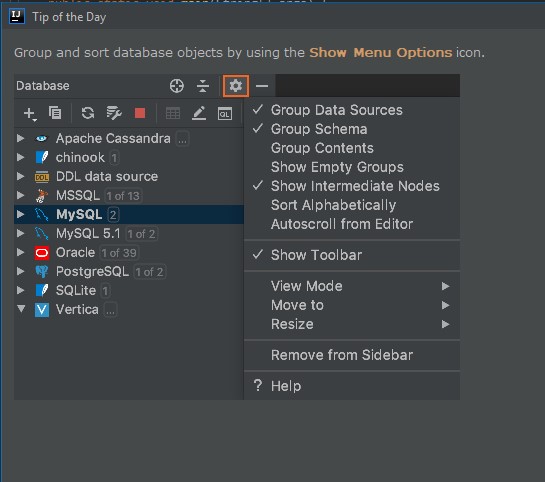 IJ Tip of the Day
Group and sort database objects by using the Show Menu Options icon.
Database
QL
Apache Cassandra ...
chinook 1
DDL DDL data source
MSSQL 1 of 13
MySQL 2
MySQL 5.1 1 of 2
Oracle 1 of 39
PostgreSQL 1 of 2
SQLite 1
V Vertica ...
✓ Group Data Sources
✓ Group Schema
Group Contents
Show Empty Groups
✓ Show Intermediate Nodes
Sort Alphabetically
Autoscroll from Editor
✓ Show Toolbar
View Mode
Move to
Resize
Remove from Sidebar
? Help